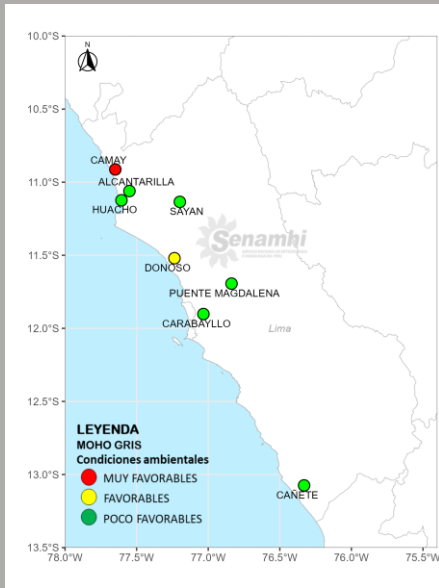 10.0°S
N
10.5°S
CAMAY
11.0°S
ALCANTARILLA
HUACHO
SAYAN
Senamhi
11.5°S
DONOSO
PUENTE MAGDALENA
CARABAYLLO
12.0°S
Lima
12.5°S
LEYENDA
MOHO GRIS
Condiciones ambientales
MUY FAVORABLES
FAVORABLES
POCO FAVORABLES
13.0°S
CAÑETE
13.5°S
78.0°W 77.5°W 77.0°W 76.5°W 76.0°W 75.5°W